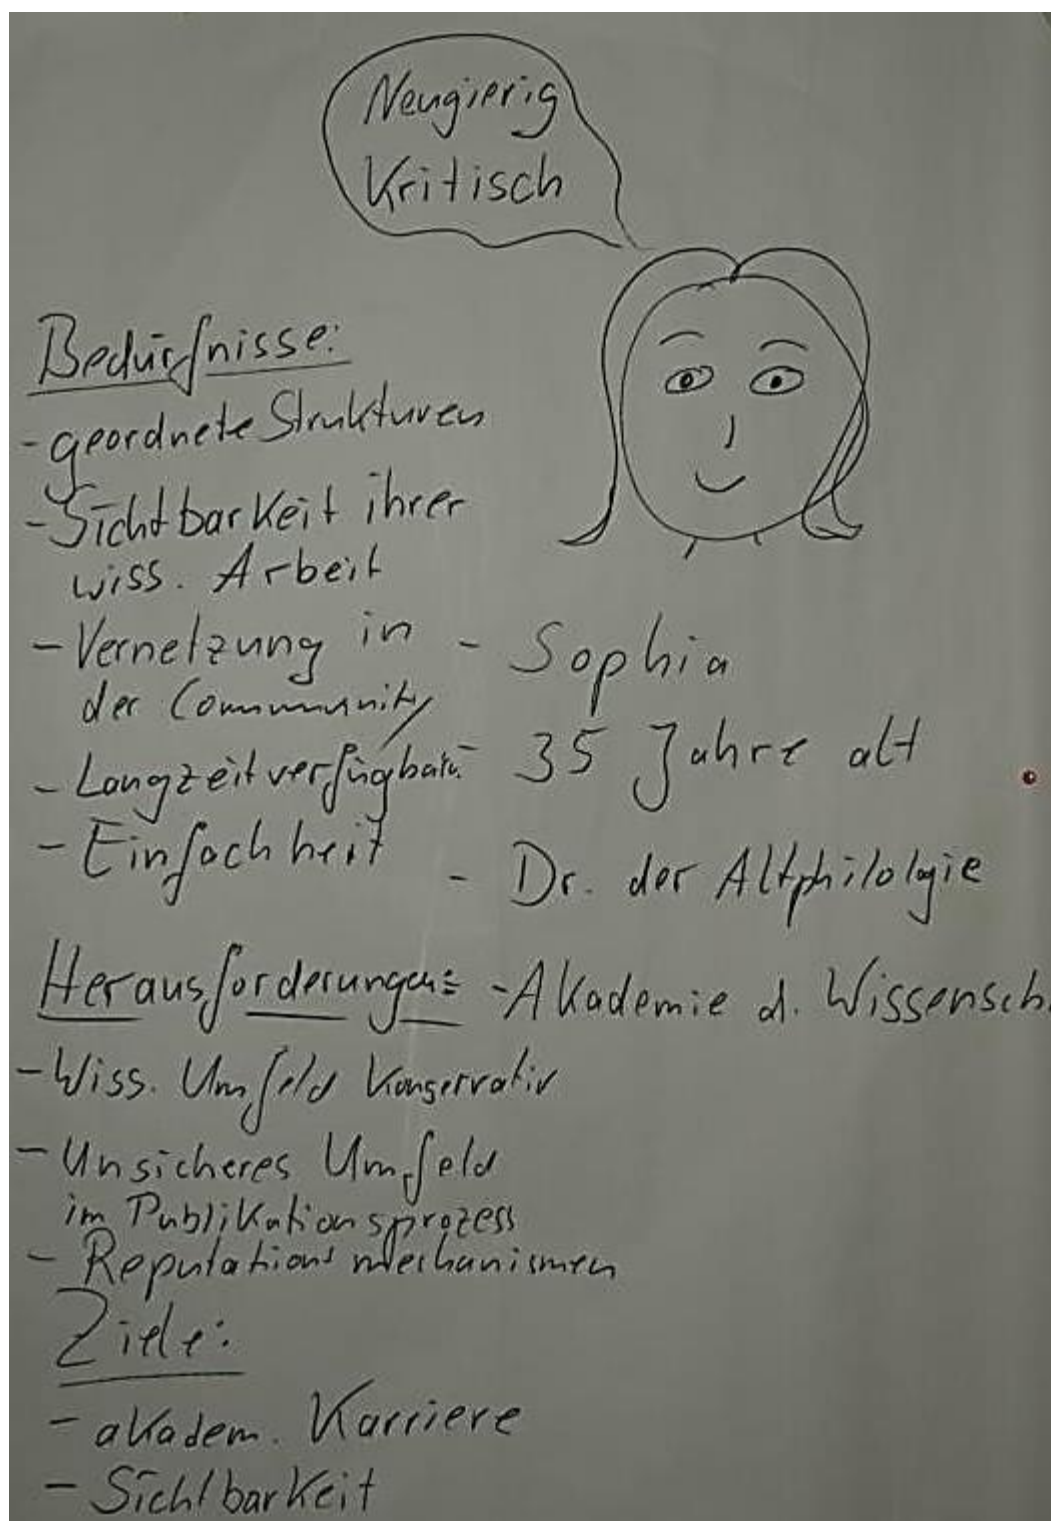 Neugierig
Kritisch
Bedürfnisse:
- geordnete Strukturen
- Sichtbarkeit ihrer
wiss. Arbeit
- Vernetzung in
der Community
- Langzeitverfügbark.
- Einfachheit
- Sophia
- 35 Jahre alt
- Dr. der Altphilologie
- Akademie d. Wissensch.
Herausforderungen:
- Wiss. Umfeld Konservativ
- Unsicheres Umfeld
im Publikationsprozess
- Reputationsmechanismen
Ziele:
- akadem. Karriere
- Sichtbarkeit